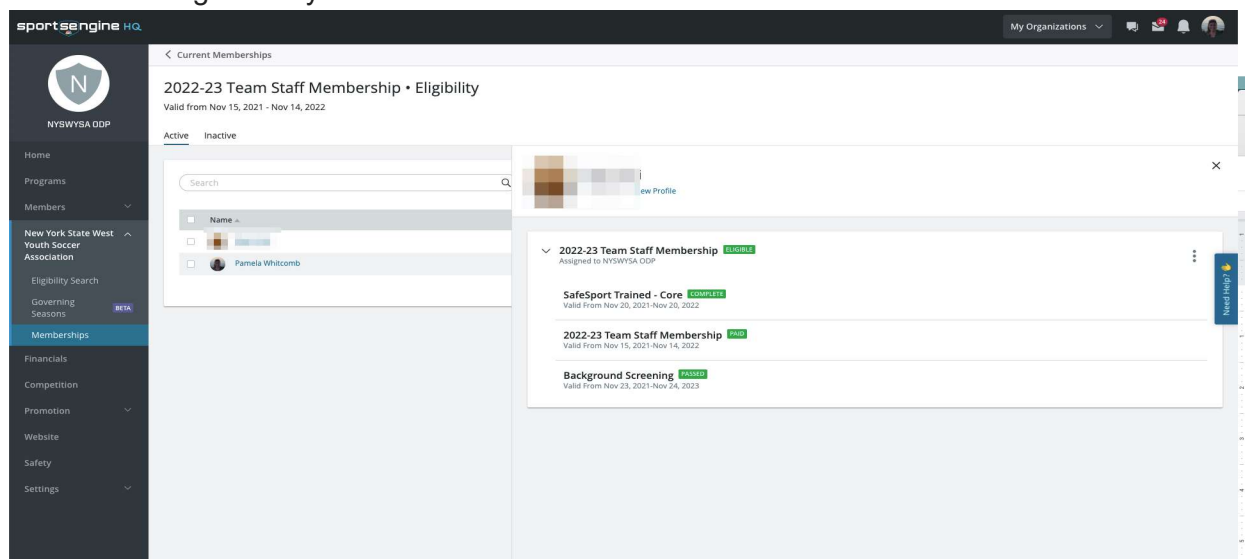 sportsengine HQ
My Organizations
24
N
NYSWYSA ODP
Home
Programs
Members
New York State West
Youth Soccer
Association
Eligibility Search
Governing
Seasons
BETA
Memberships
Financials
Competition
Promotion
Website
Safety
Settings
Current Memberships
2022-23 Team Staff Membership • Eligibility
Valid from Nov 15, 2021 - Nov 14, 2022
Active Inactive
Search
Name
Pamela Whitcomb
ew Profile
2022-23 Team Staff Membership ELIGIBLE
Assigned to NYSWYSA ODP
SafeSport Trained - Core COMPLETE
Valid From Nov 20, 2021-Nov 20, 2022
2022-23 Team Staff Membership PAID
Valid From Nov 15, 2021-Nov 14, 2022
Background Screening PASSED
Valid From Nov 23, 2021-Nov 24, 2023
Need Help?